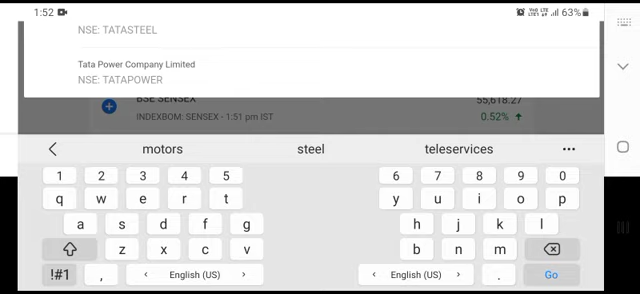 1:52 63%
NSE: TATASTEEL
Tata Power Company Limited
NSE: TATAPOWER
BSE SENSEX 55,618.27
INDEXBOM: SENSEX - 1:51 pm IST 0.52% ↑
motors steel teleservices •••
1 2 3 4 5 6 7 8 9 0
q w e r t y u i o p
a s d f g h j k l
z x c v b n m
!#1 , < English (US) > < English (US) > . Go